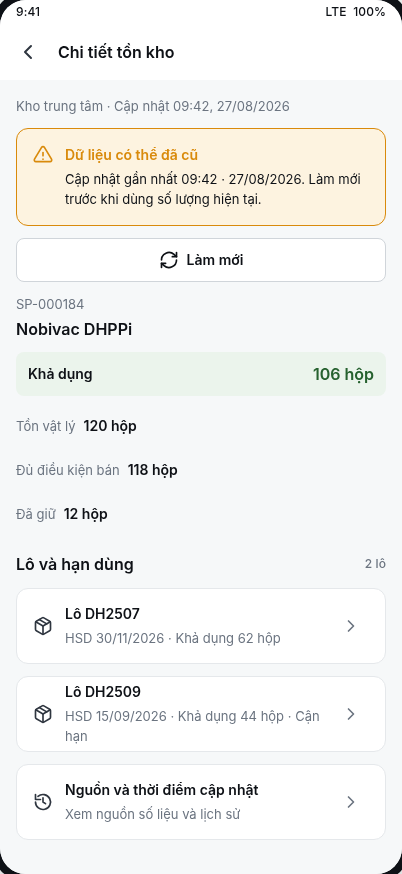 9:41
LTE 100%
Chi tiết tồn kho
Kho trung tâm · Cập nhật 09:42, 27/08/2026
Dữ liệu có thể đã cũ
Cập nhật gần nhất 09:42 · 27/08/2026. Làm mới
trước khi dùng số lượng hiện tại.
Làm mới
SP-000184
Nobivac DHPPi
Khả dụng
106 hộp
Tồn vật lý 120 hộp
Đủ điều kiện bán 118 hộp
Đã giữ 12 hộp
Lô và hạn dùng
2 lô
Lô DH2507
HSD 30/11/2026 · Khả dụng 62 hộp
Lô DH2509
HSD 15/09/2026 · Khả dụng 44 hộp · Cận
hạn
Nguồn và thời điểm cập nhật
Xem nguồn số liệu và lịch sử